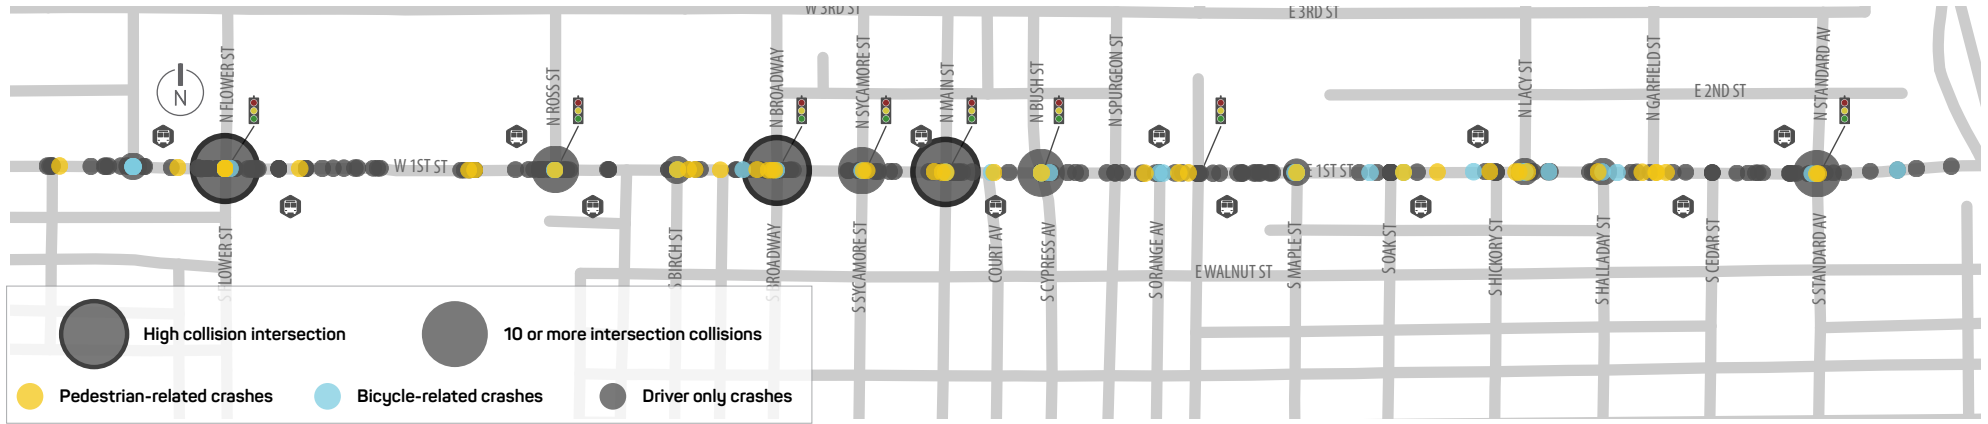 W 3RD ST
E 3RD ST
N FLOWER ST
N ROSS ST
N BROADWAY
N SYCAMORE ST
N MAIN ST
N BUSH ST
N SPURGEON ST
N LACY ST
N GARFIELD ST
N STANDARD AV
E 2ND ST
N
W 1ST ST
E 1ST ST
S FLOWER ST
S BIRCH ST
S BROADWAY
S SYCAMORE ST
COURT AV
S CYPRESS AV
S ORANGE AV
E WALNUT ST
S MAPLE ST
S OAK ST
S HICKORY ST
S HALLADAY ST
S CEDAR ST
S STANDARD AV
High collision intersection
10 or more intersection collisions
Pedestrian-related crashes
Bicycle-related crashes
Driver only crashes